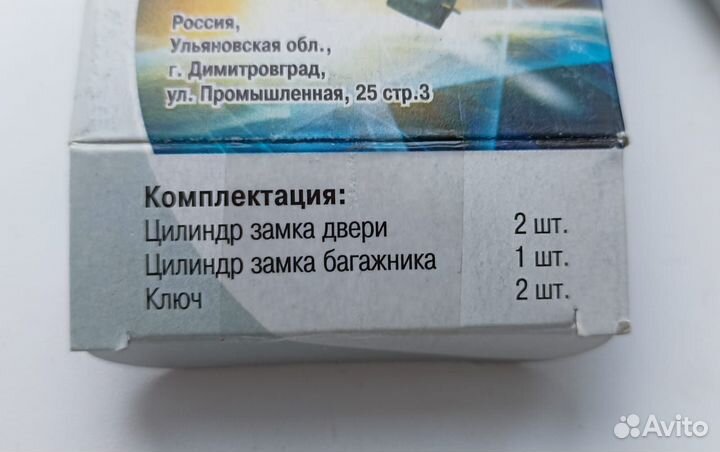 Россия,
Ульяновская обл.,
г. Димитровград,
ул. Промышленная, 25 стр.3
Комплектация:
Цилиндр замка двери 2 шт.
Цилиндр замка багажника 1 шт.
Ключ 2 шт.
Avito